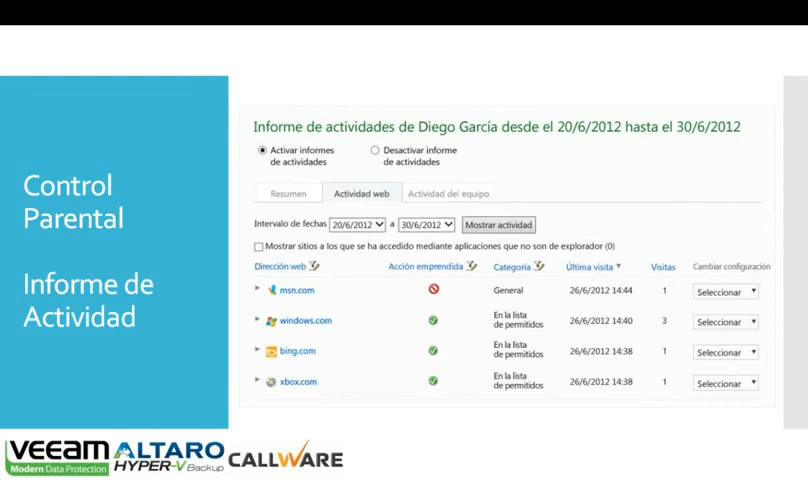 Control
Parental
Informe de
Actividad
Informe de actividades de Diego García desde el 20/6/2012 hasta el 30/6/2012
Activar informes
de actividades
Desactivar informe
de actividades
Resumen Actividad web Actividad del equipo
Intervalo de fechas 20/6/2012 a 30/6/2012 Mostrar actividad
Mostrar sitios a los que se ha accedido mediante aplicaciones que no son de explorador (0)
Dirección web Acción emprendida Categoría Última visita Visitas Cambiar configuración
msn.com General 26/6/2012 14:44 1 Seleccionar
windows.com En la lista de permitidos 26/6/2012 14:40 3 Seleccionar
bing.com En la lista de permitidos 26/6/2012 14:38 1 Seleccionar
xbox.com En la lista de permitidos 26/6/2012 14:38 1 Seleccionar
veeam
Modern Data Protection
ALTARO
HYPER-V Backup
CALLWARE